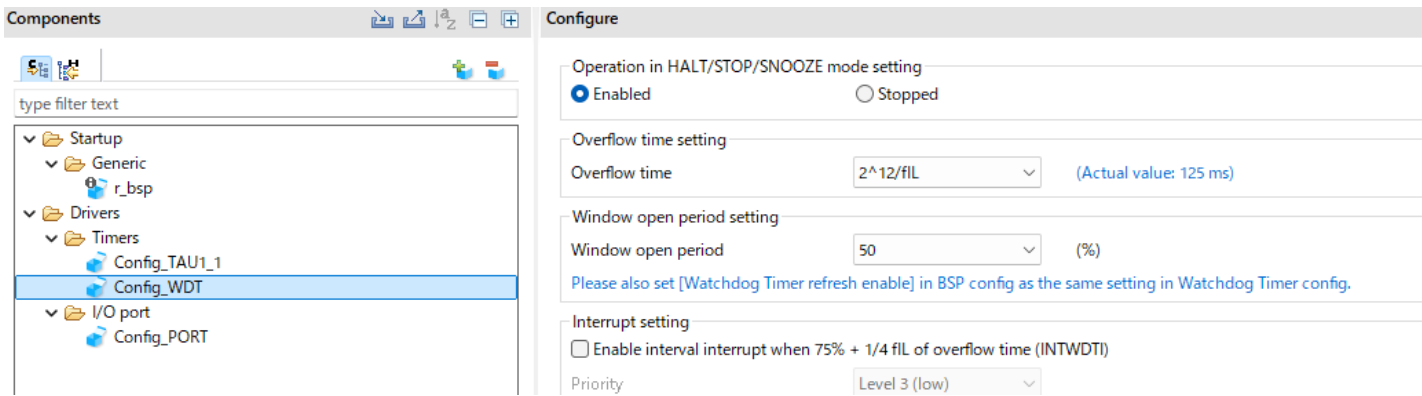 Components
type filter text
Startup
Generic
r_bsp
Drivers
Timers
Config_TAU1_1
Config_WDT
I/O port
Config_PORT
Configure
Operation in HALT/STOP/SNOOZE mode setting
Enabled Stopped
Overflow time setting
Overflow time 2^12/fIL (Actual value: 125 ms)
Window open period setting
Window open period 50 (%)
Please also set [Watchdog Timer refresh enable] in BSP config as the same setting in Watchdog Timer config.
Interrupt setting
Enable interval interrupt when 75% + 1/4 fIL of overflow time (INTWDTI)
Priority Level 3 (low)